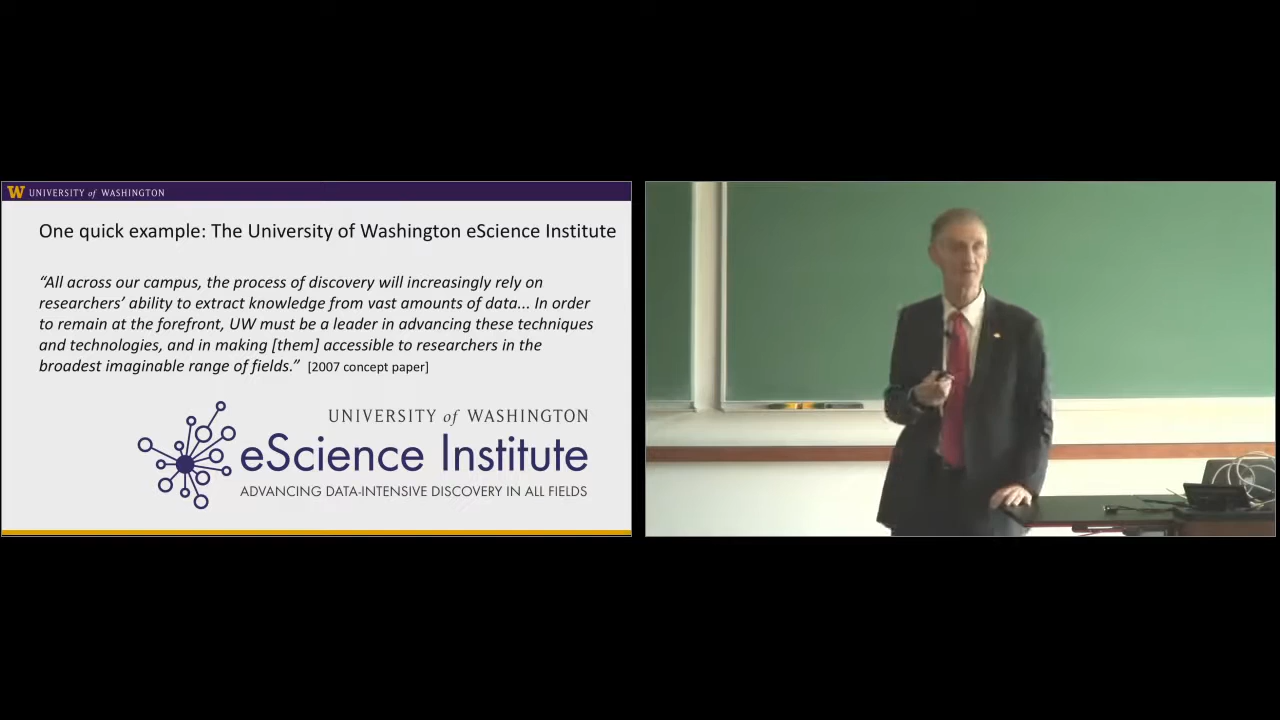 W UNIVERSITY of WASHINGTON
One quick example: The University of Washington eScience Institute
“All across our campus, the process of discovery will increasingly rely on
researchers’ ability to extract knowledge from vast amounts of data... In order
to remain at the forefront, UW must be a leader in advancing these techniques
and technologies, and in making [them] accessible to researchers in the
broadest imaginable range of fields.” [2007 concept paper]
UNIVERSITY of WASHINGTON
eScience Institute
ADVANCING DATA-INTENSIVE DISCOVERY IN ALL FIELDS